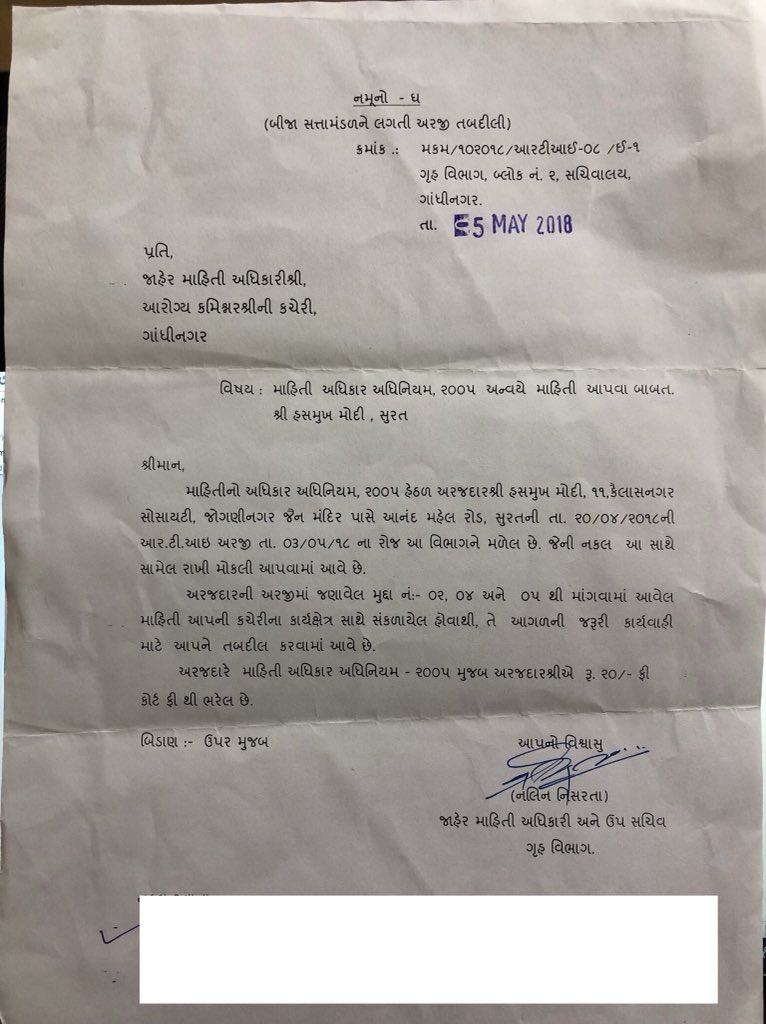 નમૂનો - ઘ
(બીજા સત્તામંડળને લગતી અરજી તબદીલી)
ક્રમાંક .: મકમ/૧૦૨૦૧૮/આરટીઆઈ-૦૮ /ઈ-૧
ગૃહ વિભાગ, બ્લોક નં. ૨, સચિવાલય,
ગાંધીનગર.
તા. 5 MAY 2018
પ્રતિ,
જાહેર માહિતી અધિકારીશ્રી,
આરોગ્ય કમિશ્નરશ્રીની કચેરી,
ગાંધીનગર
વિષય : માહિતી અધિકાર અધિનિયમ, ૨૦૦૫ અન્વયે માહિતી આપવા બાબત.
શ્રી હસમુખ મોદી , સુરત
શ્રીમાન,
માહિતીનો અધિકાર અધિનિયમ, ૨૦૦૫ હેઠળ અરજદારશ્રી હસમુખ મોદી, ૧૧,કૈલાસનગર
સોસાયટી, જોગણીનગર જૈન મંદિર પાસે આનંદ મહેલ રોડ, સુરતની તા. ૨૦/૦૪/૨૦૧૮ની
આર.ટી.આઇ અરજી તા. ૦૩/૦૫/૧૮ ના રોજ આ વિભાગને મળેલ છે. જેની નકલ આ સાથે
સામેલ રાખી મોકલી આપવામાં આવે છે.
અરજદારની અરજીમાં જણાવેલ મુદ્દા નં:- ૦૨, ૦૪ અને ૦૫ થી માંગવામાં આવેલ
માહિતી આપની કચેરીના કાર્યક્ષેત્ર સાથે સંકળાયેલ હોવાથી, તે આગળની જરૂરી કાર્યવાહી
માટે આપને તબદીલ કરવામાં આવે છે.
અરજદારે માહિતી અધિકાર અધિનિયમ - ૨૦૦૫ મુજબ અરજદારશ્રીએ રૂ. ૨૦/- ફી
કોર્ટ ફી થી ભરેલ છે.
બિડાણ :- ઉપર મુજબ
આપનો વિશ્વાસુ
(નલિન નિસરતા)
જાહેર માહિતી અધિકારી અને ઉપ સચિવ
ગૃહ વિભાગ.